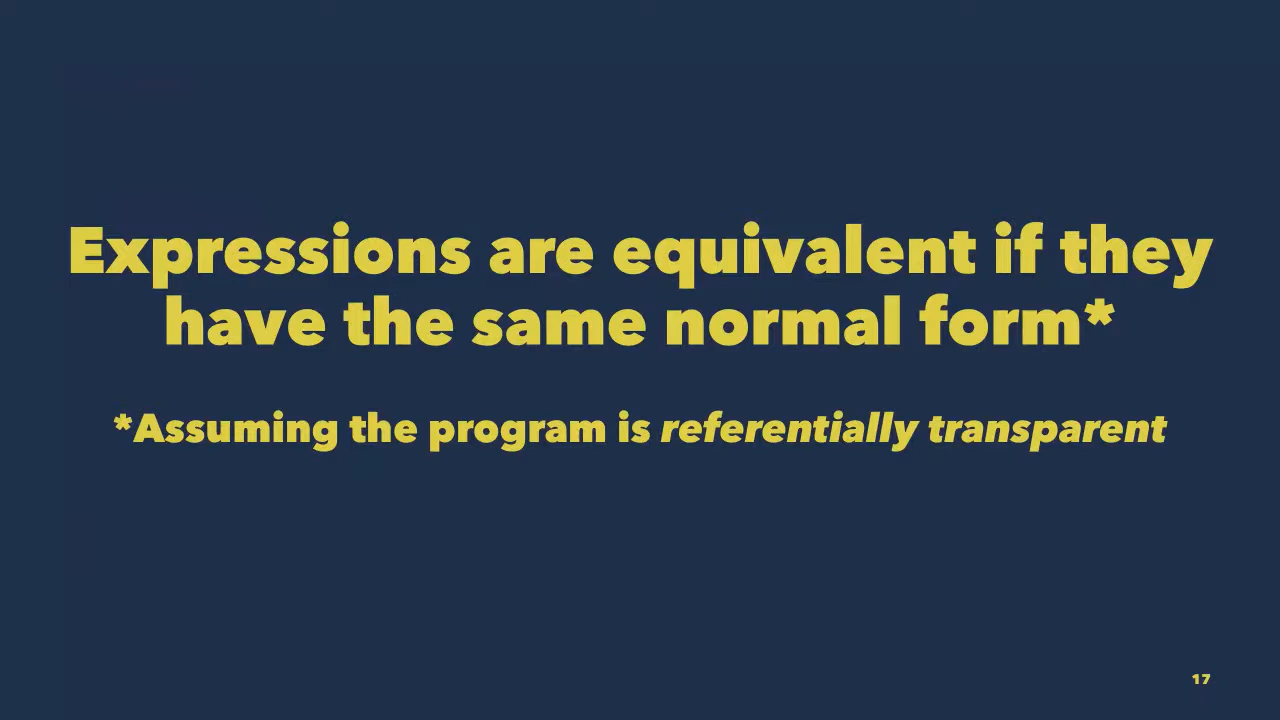 Expressions are equivalent if they
have the same normal form*
*Assuming the program is referentially transparent
17